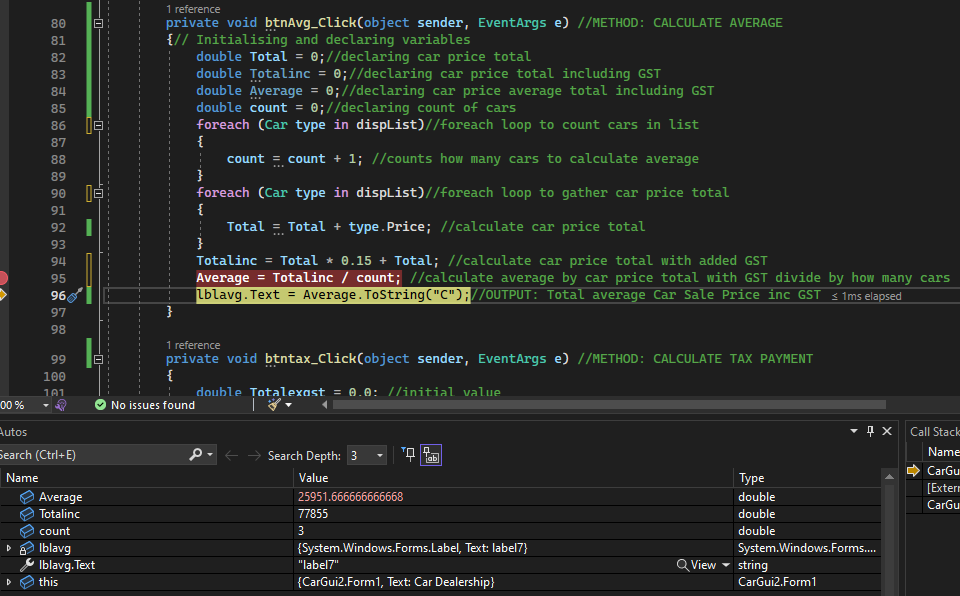 1 reference
80 private void btnAvg_Click(object sender, EventArgs e) //METHOD: CALCULATE AVERAGE
81 {// Initialising and declaring variables
82 double Total = 0;//declaring car price total
83 double Totalinc = 0;//declaring car price total including GST
84 double Average = 0;//declaring car price average total including GST
85 double count = 0;//declaring count of cars
86 foreach (Car type in dispList)//foreach loop to count cars in list
87 {
88 count = count + 1; //counts how many cars to calculate average
89 }
90 foreach (Car type in dispList)//foreach loop to gather car price total
91 {
92 Total = Total + type.Price; //calculate car price total
93 }
94 Totalinc = Total * 0.15 + Total; //calculate car price total with added GST
95 Average = Totalinc / count; //calculate average by car price total with GST divide by how many cars
96 lblavg.Text = Average.ToString("C");//OUTPUT: Total average Car Sale Price inc GST ≤ 1ms elapsed
97 }
98
1 reference
99 private void btntax_Click(object sender, EventArgs e) //METHOD: CALCULATE TAX PAYMENT
100 {
101 double Totalexgst = 0.0; //initial value
00 % No issues found
Autos
Search (Ctrl+E) Search Depth: 3
Name Value Type
Average 25951.666666666668 double
Totalinc 77855 double
count 3 double
lblavg {System.Windows.Forms.Label, Text: label7} System.Windows.Forms....
lblavg.Text "label7" View string
this {CarGui2.Form1, Text: Car Dealership} CarGui2.Form1
Call Stack
Name
CarGu
[Extern
CarGu